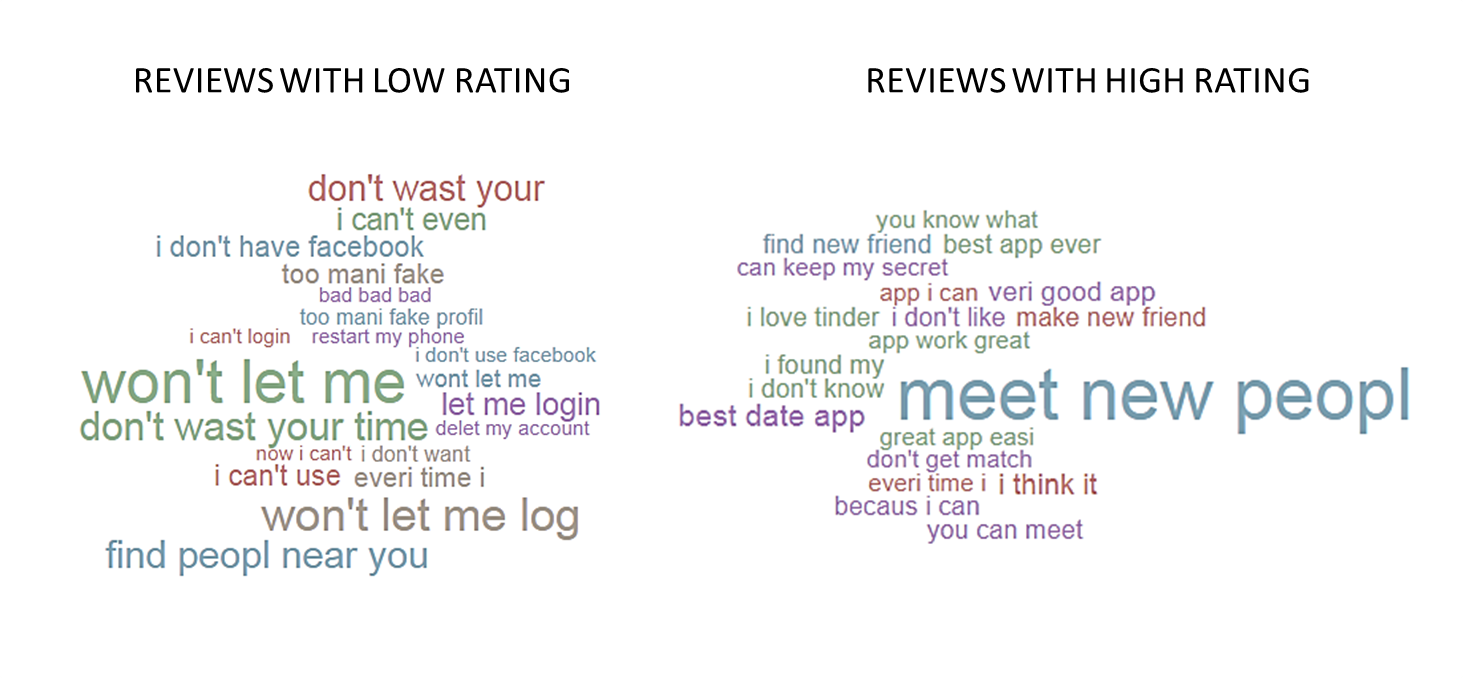 REVIEWS WITH LOW RATING
don't wast your
i can't even
i don't have facebook
too mani fake
bad bad bad
too mani fake profil
i can't login restart my phone
i don't use facebook
won't let me wont let me
let me login
don't wast your time delet my account
now i can't i don't want
i can't use everi time i
won't let me log
find peopl near you
REVIEWS WITH HIGH RATING
you know what
find new friend best app ever
can keep my secret
app i can veri good app
i love tinder i don't like make new friend
app work great
i found my
i don't know meet new peopl
best date app
great app easi
don't get match
everi time i i think it
becaus i can
you can meet